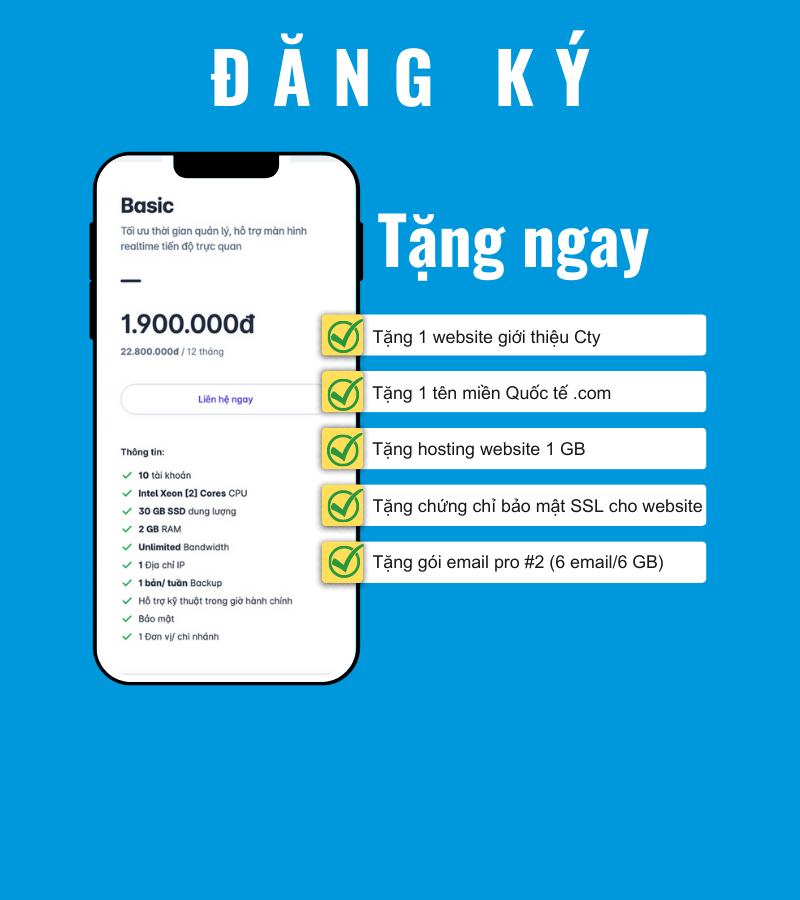 ĐĂNG KÝ
Basic
Tối ưu thời gian quản lý, hỗ trợ màn hình
realtime tiến độ trực quan
1.900.000đ
22.800.000đ / 12 tháng
Liên hệ ngay
Thông tin:
10 tài khoản
Intel Xeon [2] Cores CPU
30 GB SSD dung lượng
2 GB RAM
Unlimited Bandwidth
1 Địa chỉ IP
1 bản/ tuần Backup
Hỗ trợ kỹ thuật trong giờ hành chính
Bảo mật
1 Đơn vị/ chi nhánh
Tặng ngay
Tặng 1 website giới thiệu Cty
Tặng 1 tên miền Quốc tế .com
Tặng hosting website 1 GB
Tặng chứng chỉ bảo mật SSL cho website
Tặng gói email pro #2 (6 email/6 GB)